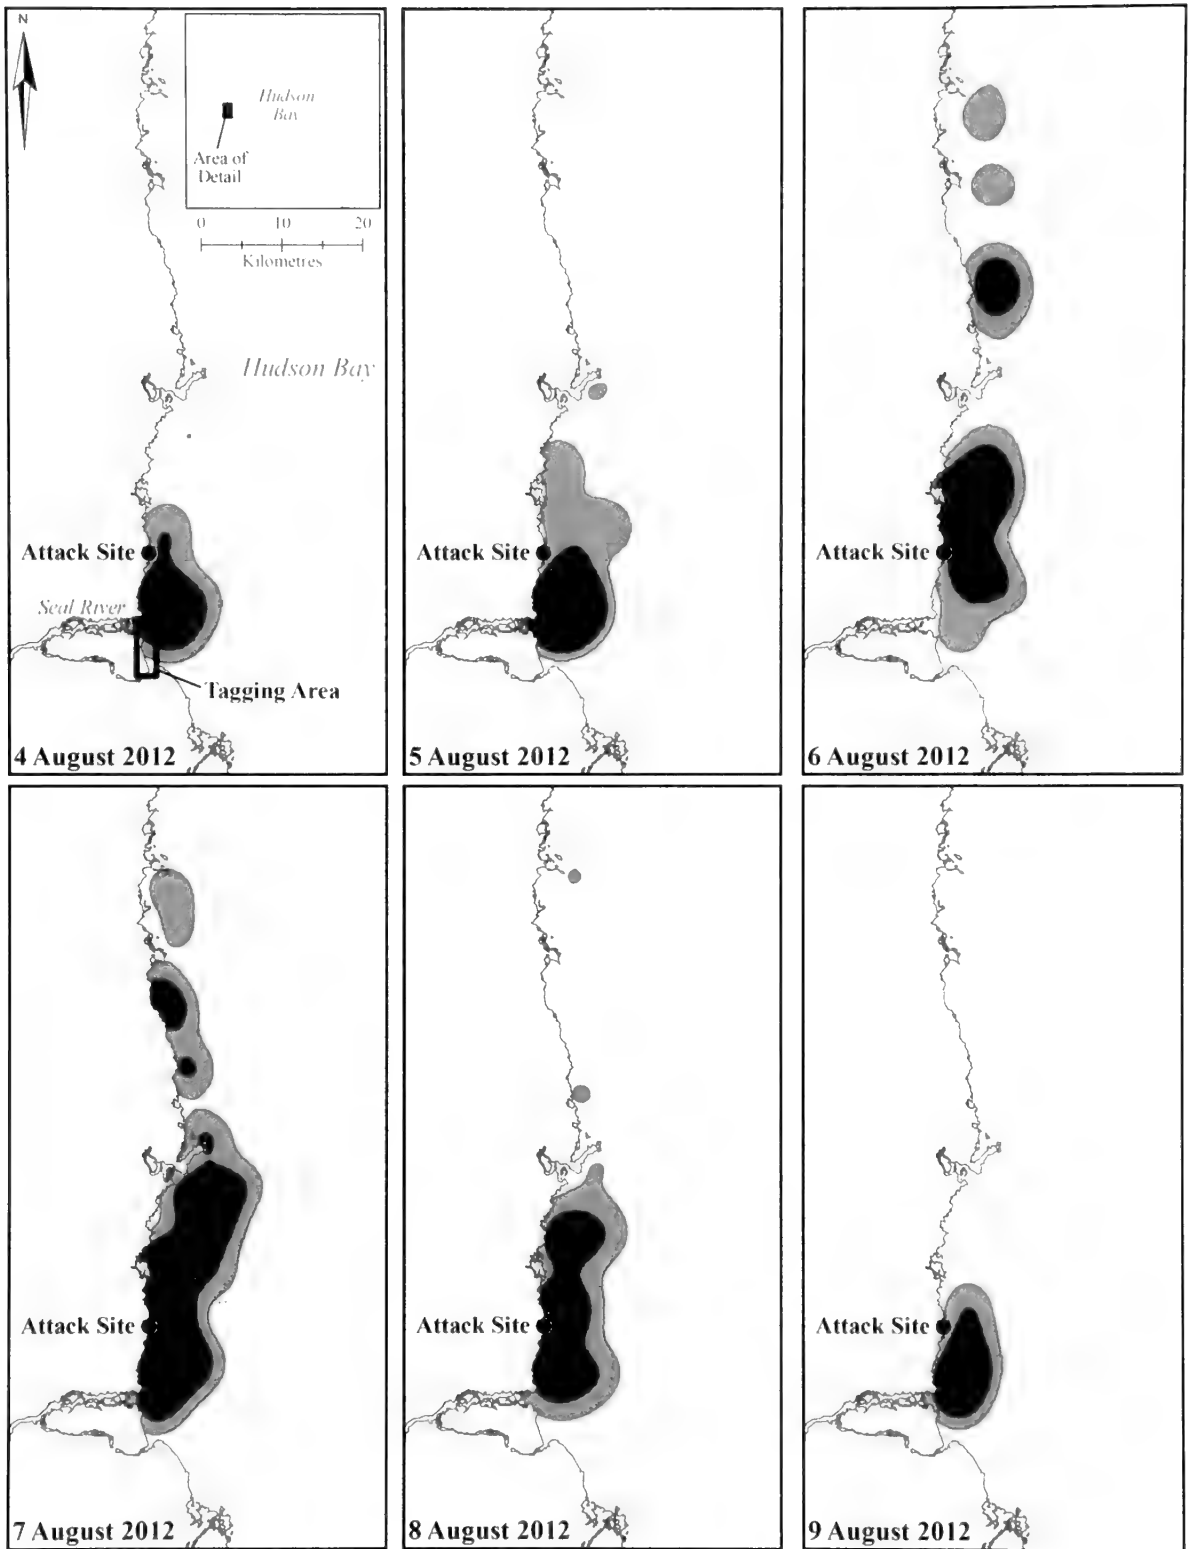 N
Hudson
Bay
Area of
Detail
0 10 20
Kilometres
Hudson Bay
Attack Site
Seal River
Tagging Area
4 August 2012
Attack Site
5 August 2012
Attack Site
6 August 2012
Attack Site
7 August 2012
Attack Site
8 August 2012
Attack Site
9 August 2012